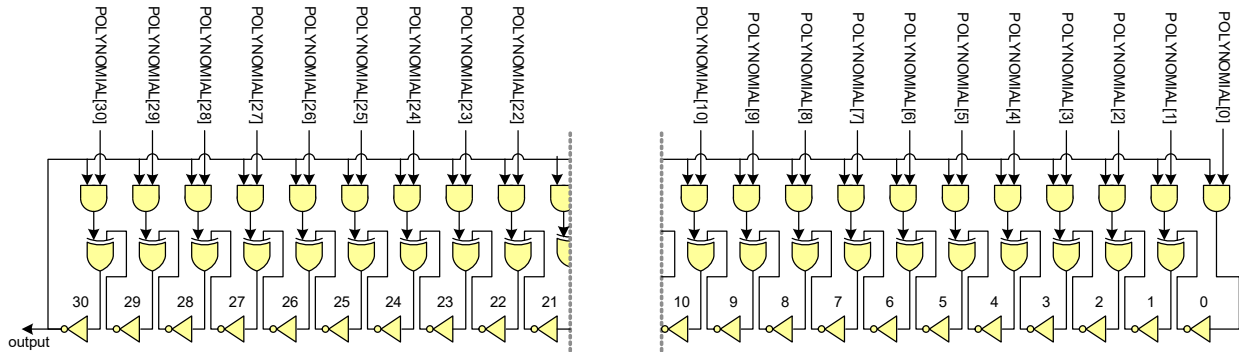 POLYNOMIAL[30]
POLYNOMIAL[29]
POLYNOMIAL[28]
POLYNOMIAL[27]
POLYNOMIAL[26]
POLYNOMIAL[25]
POLYNOMIAL[24]
POLYNOMIAL[23]
POLYNOMIAL[22]
POLYNOMIAL[10]
POLYNOMIAL[9]
POLYNOMIAL[8]
POLYNOMIAL[7]
POLYNOMIAL[6]
POLYNOMIAL[5]
POLYNOMIAL[4]
POLYNOMIAL[3]
POLYNOMIAL[2]
POLYNOMIAL[1]
POLYNOMIAL[0]
30 29 28 27 26 25 24 23 22 21 10 9 8 7 6 5 4 3 2 1 0
output